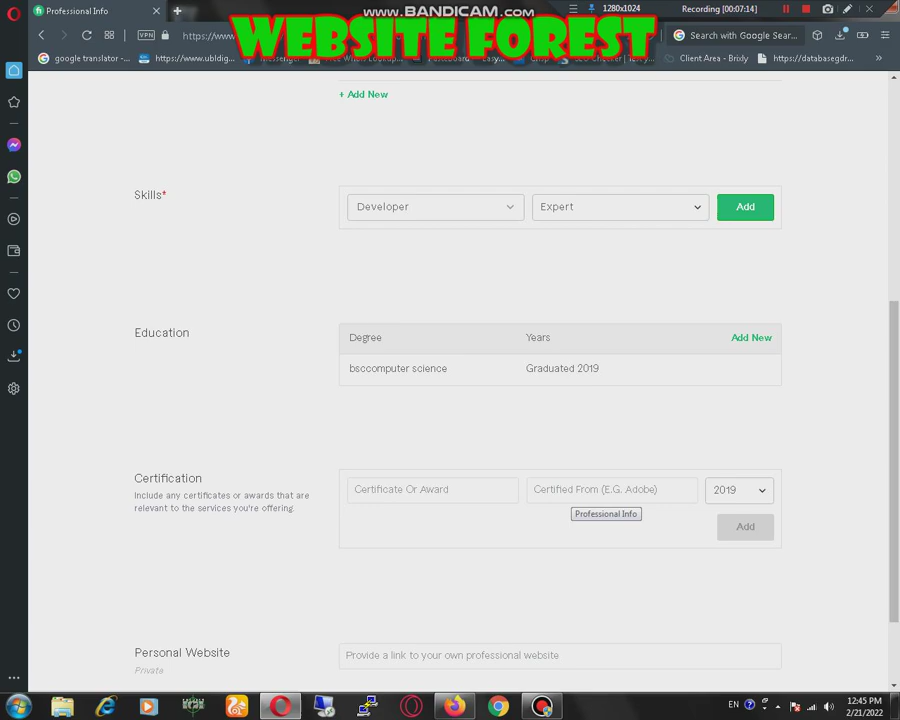 Professional Info
www.BANDICAM.com
1280x1024
Recording [00:07:14]
VPN
https://www
WEBSITE FOREST
Search with Google Sear...
google translator -...
https://www.ubldig...
Client Area - Brixly
https://databasegdr...
+ Add New
Skills*
Developer
Expert
Add
Education
Degree
Years
Add New
bsccomputer science
Graduated 2019
Certification
Include any certificates or awards that are
relevant to the services you're offering.
Certificate Or Award
Certified From (E.G. Adobe)
2019
Professional Info
Add
Personal Website
Private
Provide a link to your own professional website
EN
12:45 PM
2/21/2022